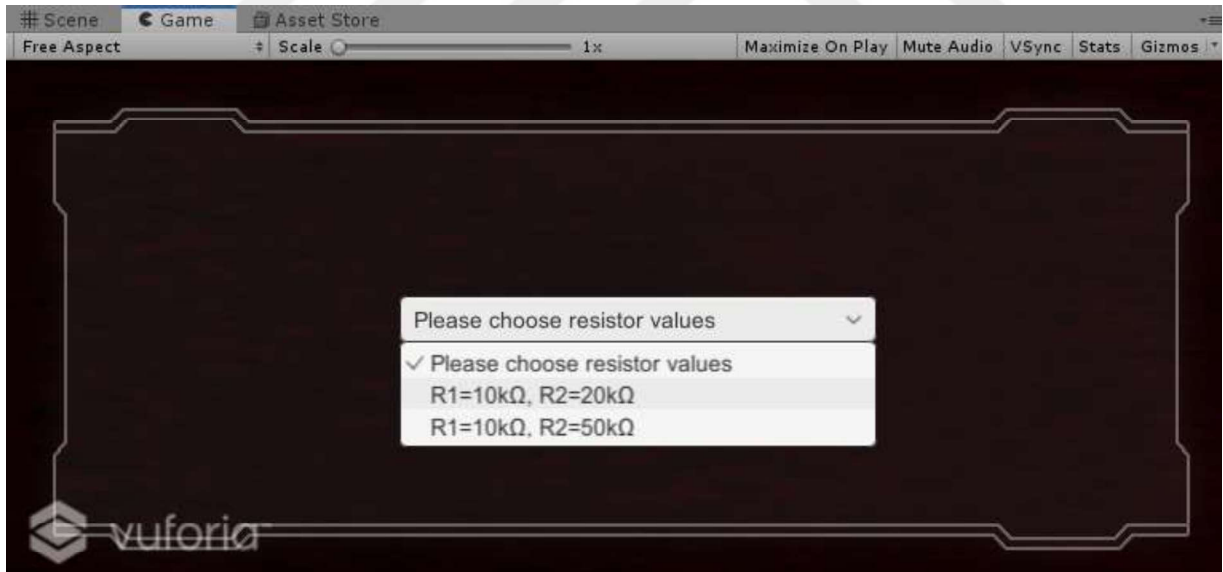 Scene Game Asset Store
Free Aspect Scale 1x Maximize On Play Mute Audio VSync Stats Gizmos
Please choose resistor values
Please choose resistor values
R1=10kΩ, R2=20kΩ
R1=10kΩ, R2=50kΩ
vuforia